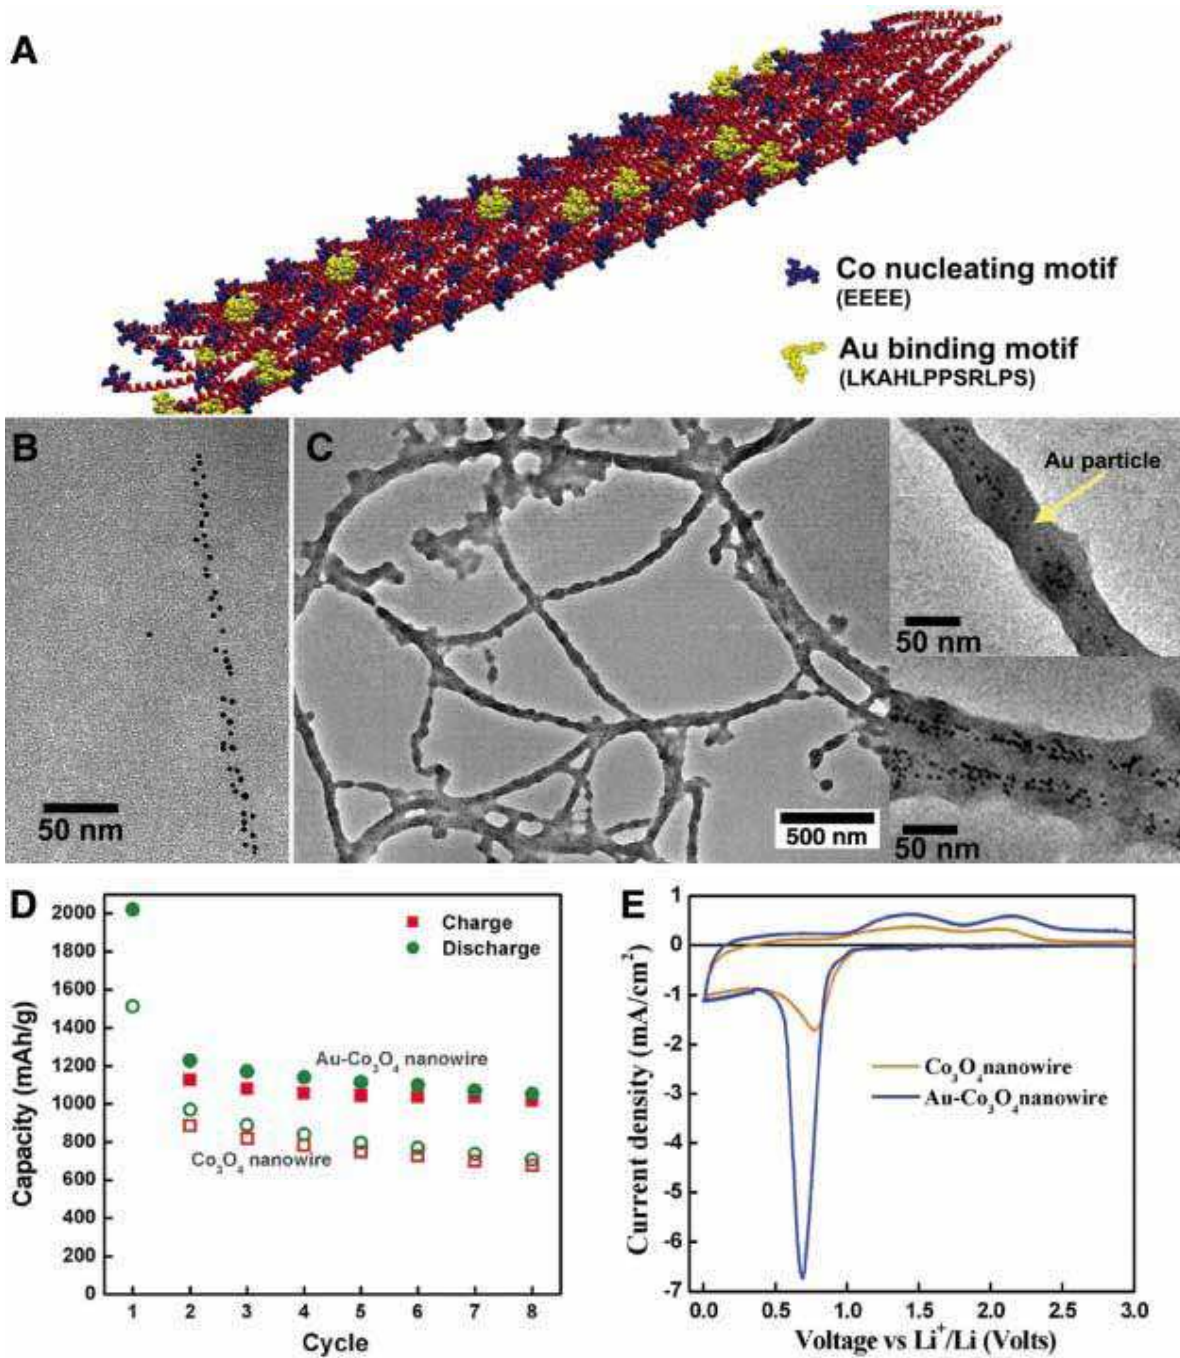 A
Co nucleating motif
(EEEE)
Au binding motif
(LKAHLPPSRLPS)
B
50 nm
C
500 nm
Au particle
50 nm
50 nm
D
Capacity (mAh/g)
2000
1800
1600
1400
1200
1000
800
600
400
200
0
Charge
Discharge
Au-Co₃O₄ nanowire
Co₃O₄ nanowire
1 2 3 4 5 6 7 8
Cycle
E
Current density (mA/cm²)
1
0
-1
-2
-3
-4
-5
-6
-7
Co₃O₄nanowire
Au-Co₃O₄nanowire
0.0 0.5 1.0 1.5 2.0 2.5 3.0
Voltage vs Li⁺/Li (Volts)